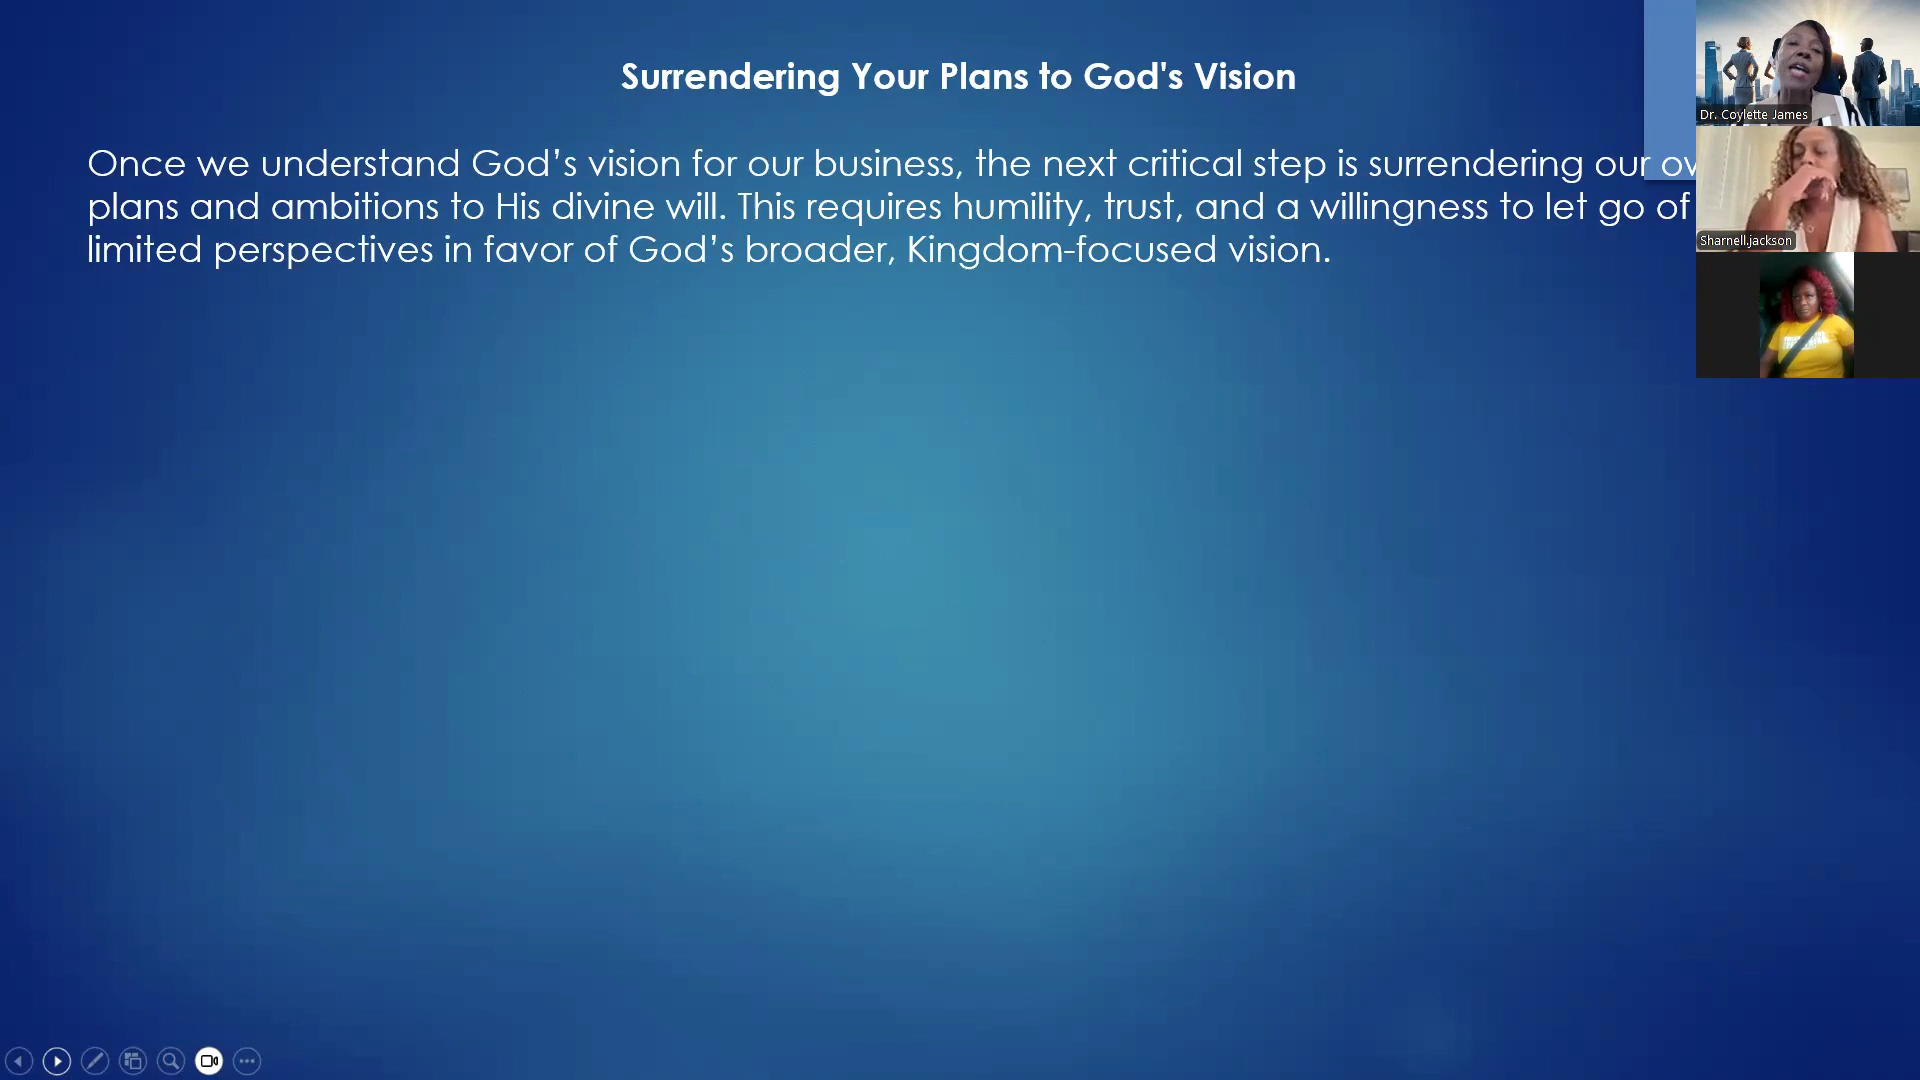 Surrendering Your Plans to God's Vision
Once we understand God’s vision for our business, the next critical step is surrendering our
plans and ambitions to His divine will. This requires humility, trust, and a willingness to let go of
limited perspectives in favor of God’s broader, Kingdom-focused vision.
Dr. Coylette James
Sharnell.jackson